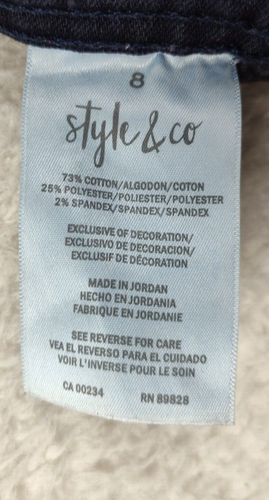 8
style & co
73% COTTON/ALGODON/COTON
25% POLYESTER/POLIESTER/POLYESTER
2% SPANDEX/SPANDEX/SPANDEX
EXCLUSIVE OF DECORATION/
EXCLUSIVO DE DECORACION/
EXCLUSIF DE DÉCORATION
MADE IN JORDAN
HECHO EN JORDANIA
FABRIQUE EN JORDANIE
SEE REVERSE FOR CARE
VEA EL REVERSO PARA EL CUIDADO
VOIR L'INVERSE POUR LE SOIN
CA 00234 RN 89828